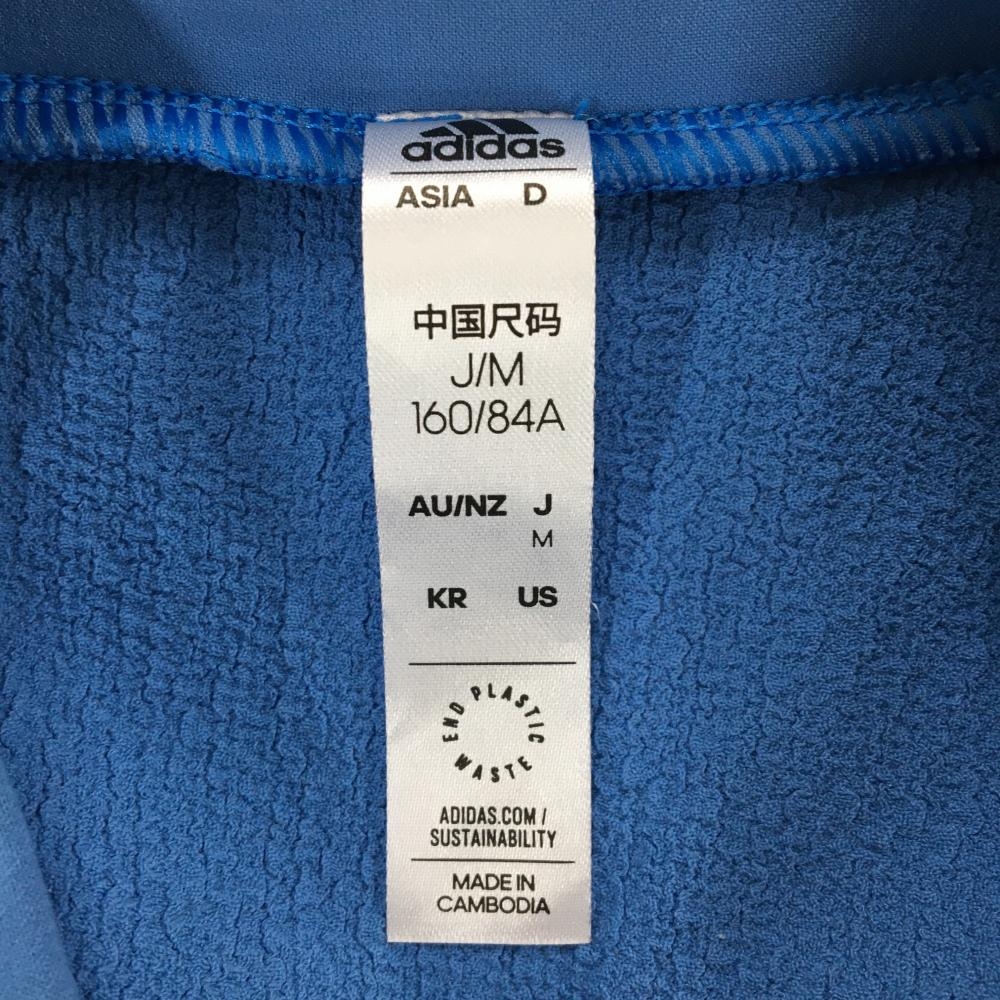 adidas
ASIA D
中国尺码
J/M
160/84A
AU/NZ J
M
KR US
END PLASTIC WASTE
ADIDAS.COM /
SUSTAINABILITY
MADE IN
CAMBODIA